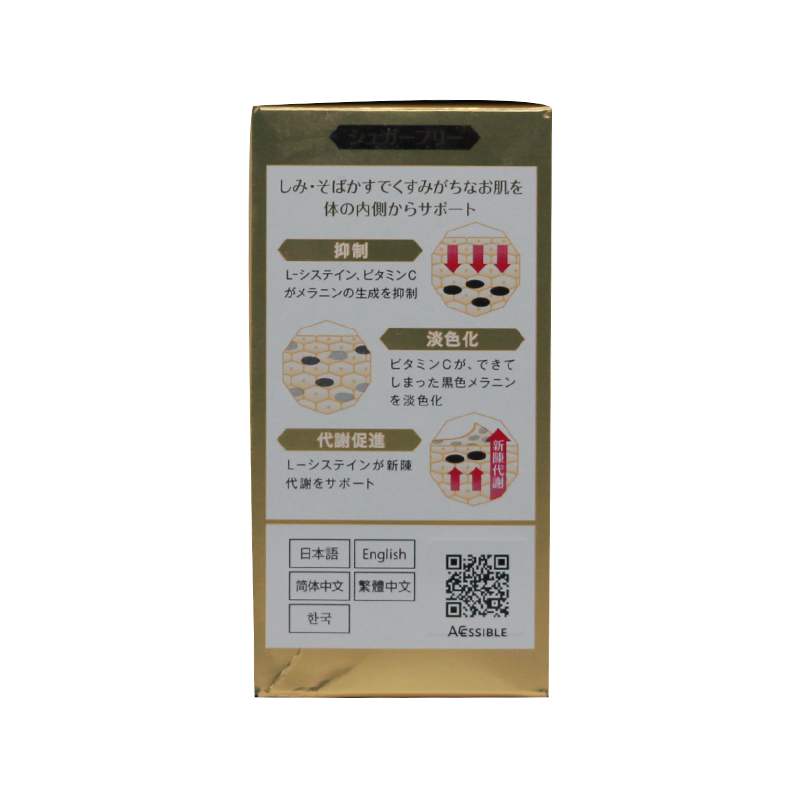 シュガーフリー
しみ・そばかすでくすみがちなお肌を
体の内側からサポート
抑制
L-システイン、ビタミンC
がメラニンの生成を抑制
淡色化
ビタミンCが、できて
しまった黒色メラニン
を淡色化
代謝促進
L-システインが新陳
代謝をサポート
新陳代謝
日本語
English
简体中文
繁體中文
한국
ACCESSIBLE